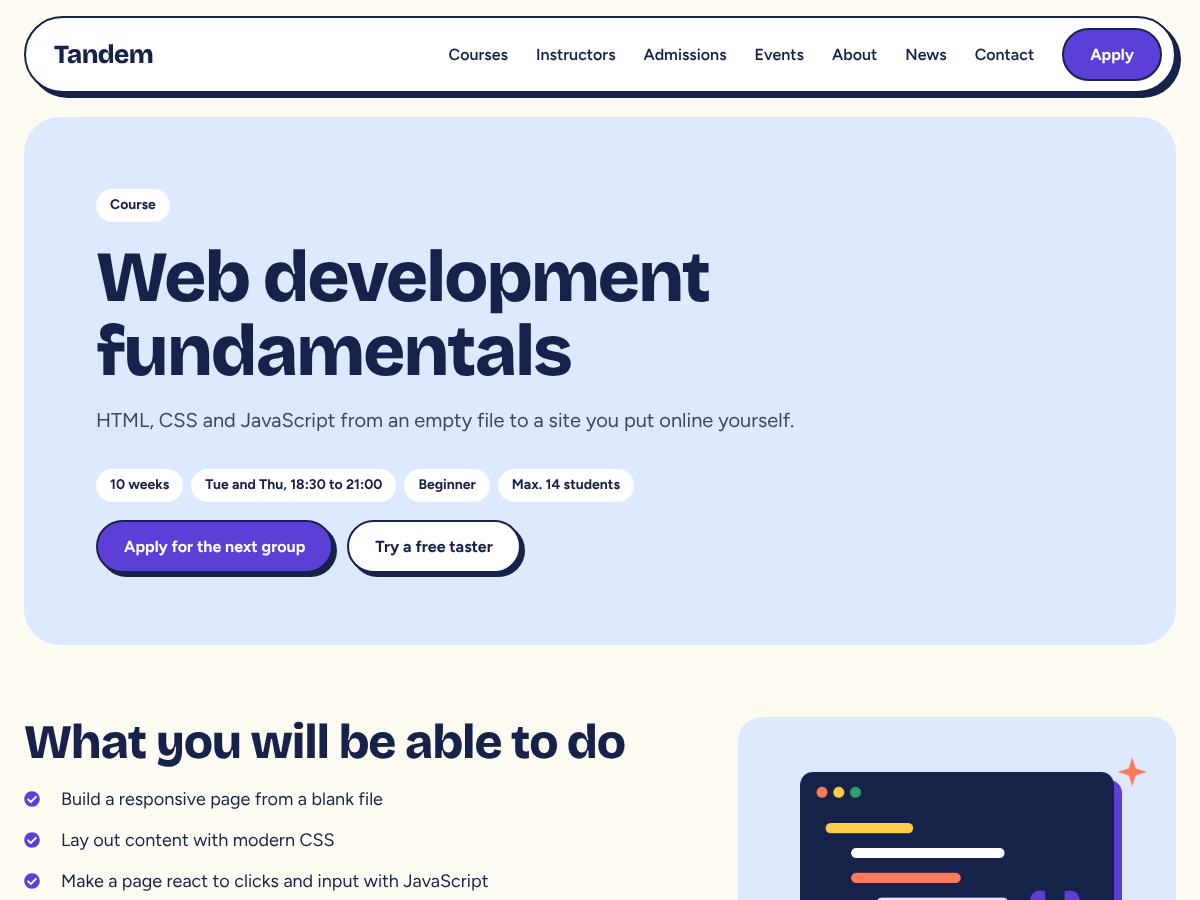 Tandem
Courses
Instructors
Admissions
Events
About
News
Contact
Apply
Course
Web development
fundamentals
HTML, CSS and JavaScript from an empty file to a site you put online yourself.
10 weeks
Tue and Thu, 18:30 to 21:00
Beginner
Max. 14 students
Apply for the next group
Try a free taster
What you will be able to do
Build a responsive page from a blank file
Lay out content with modern CSS
Make a page react to clicks and input with JavaScript